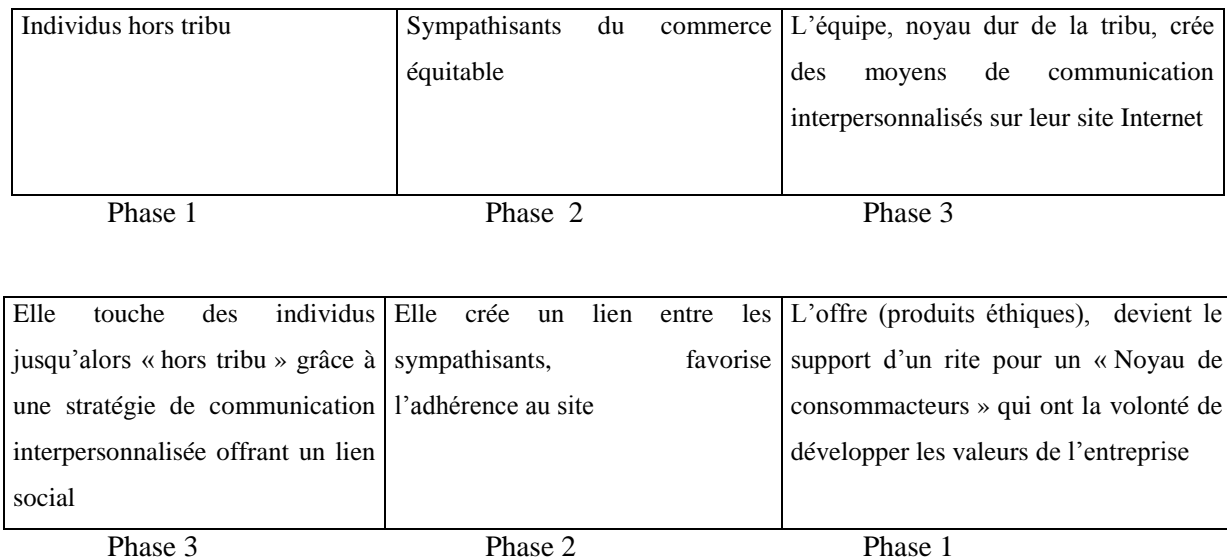 Individus hors tribu
Sympathisants du commerce
équitable
L’équipe, noyau dur de la tribu, crée
des moyens de communication
interpersonnalisés sur leur site Internet
Phase 1
Phase 2
Phase 3
Elle touche des individus
jusqu’alors « hors tribu » grâce à
une stratégie de communication
interpersonnalisée offrant un lien
social
Elle crée un lien entre les
sympathisants, favorise
l’adhérence au site
L’offre (produits éthiques), devient le
support d’un rite pour un « Noyau de
consommacteurs » qui ont la volonté de
développer les valeurs de l’entreprise
Phase 3
Phase 2
Phase 1